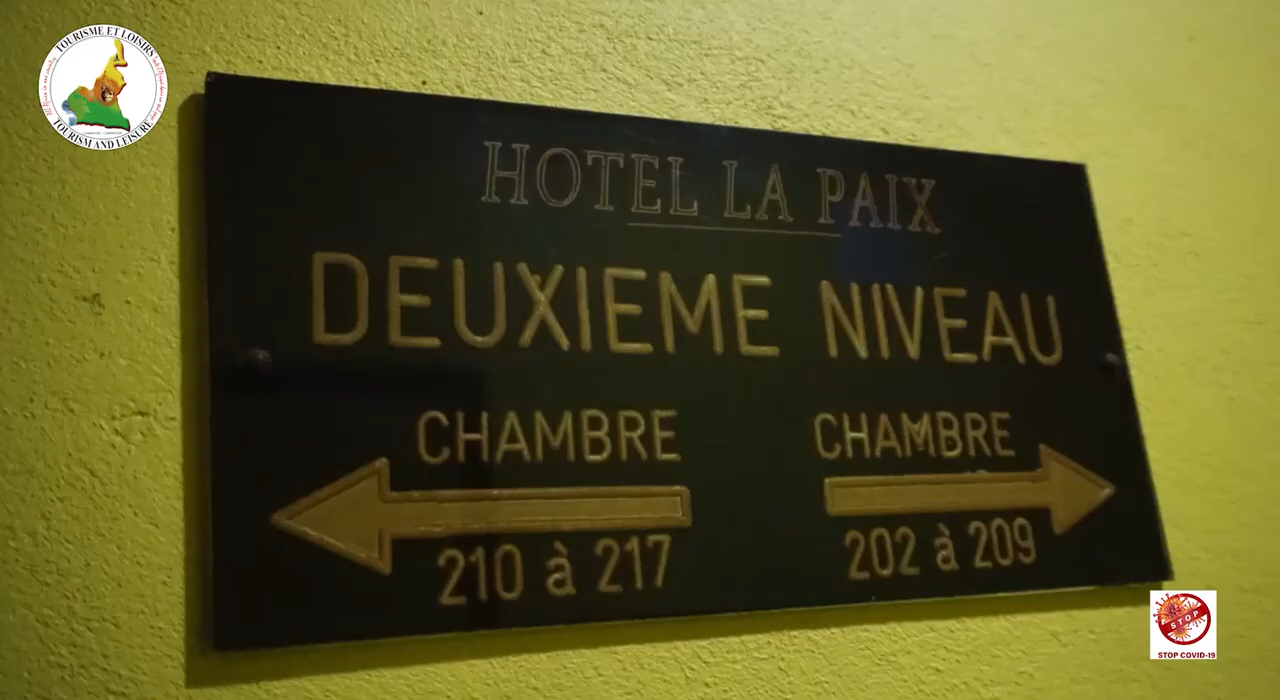 TOURISME ET LOISIRS
TOURISM AND LEISURE
HOTEL LA PAIX
DEUXIEME NIVEAU
CHAMBRE
210 à 217
CHAMBRE
202 à 209
STOP
STOP COVID-19